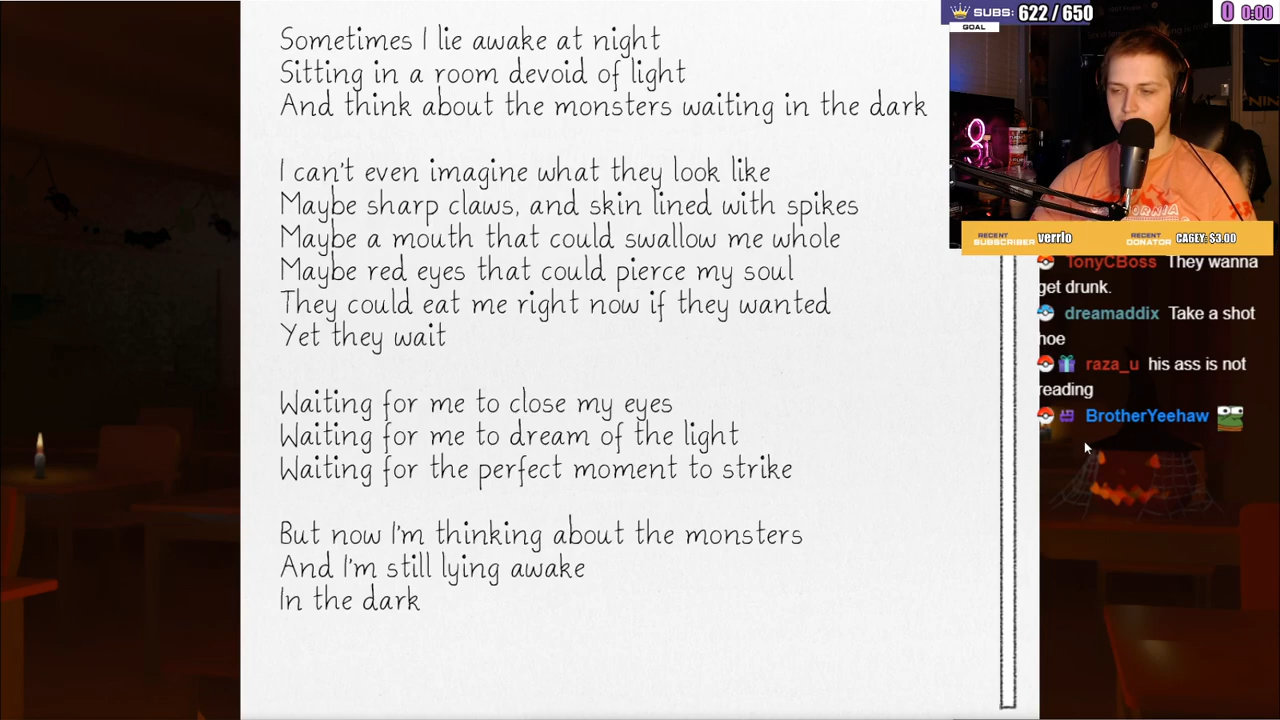 Sometimes I lie awake at night
Sitting in a room devoid of light
And think about the monsters waiting in the dark
I can't even imagine what they look like
Maybe sharp claws, and skin lined with spikes
Maybe a mouth that could swallow me whole
Maybe red eyes that could pierce my soul
They could eat me right now if they wanted
Yet they wait
Waiting for me to close my eyes
Waiting for me to dream of the light
Waiting for the perfect moment to strike
But now I'm thinking about the monsters
And I'm still lying awake
In the dark
SUBS: 622 / 650
GOAL
0 0:00
RECENT SUBSCRIBER verrio
RECENT DONATOR CA6EY: $3.00
TonyCBoss They wanna
get drunk.
dreamaddix Take a shot
hoe
raza_u his ass is not
reading
BrotherYeehaw